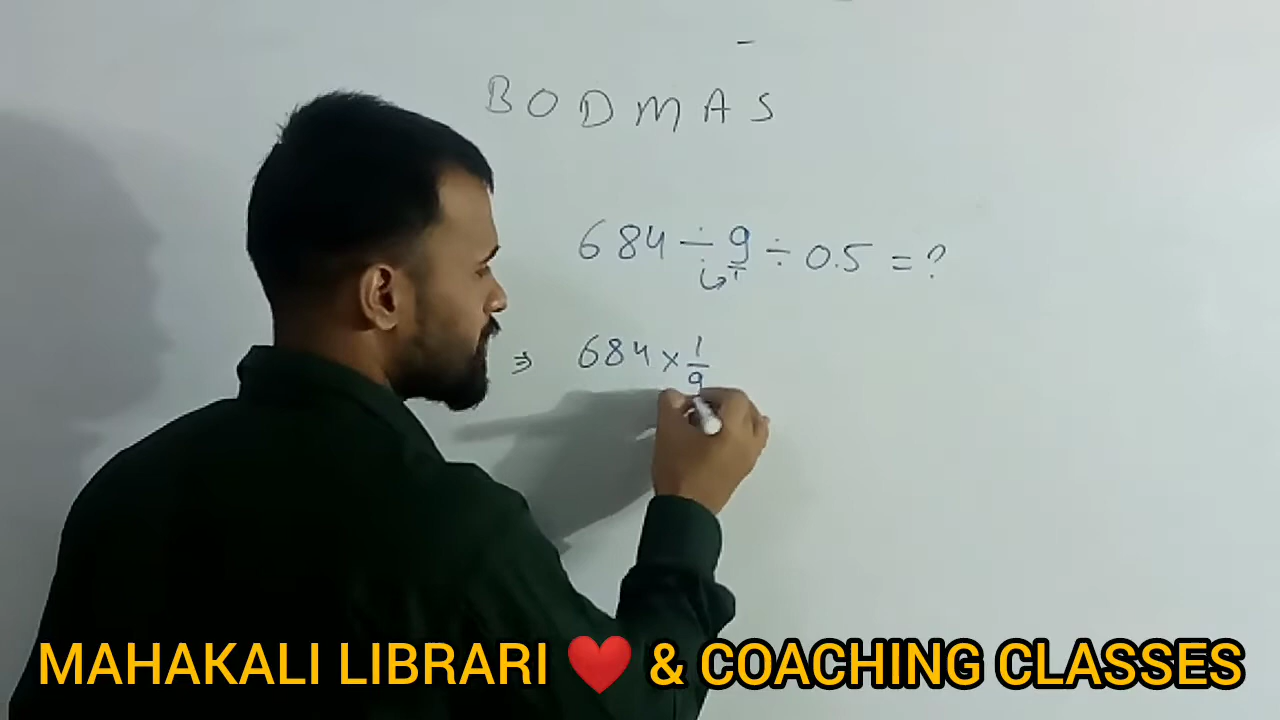 BODMAS
684 ÷ 9 ÷ 0.5 = ?
⇒ 684 × 1/9
MAHAKALI LIBRARI ❤️ & COACHING CLASSES